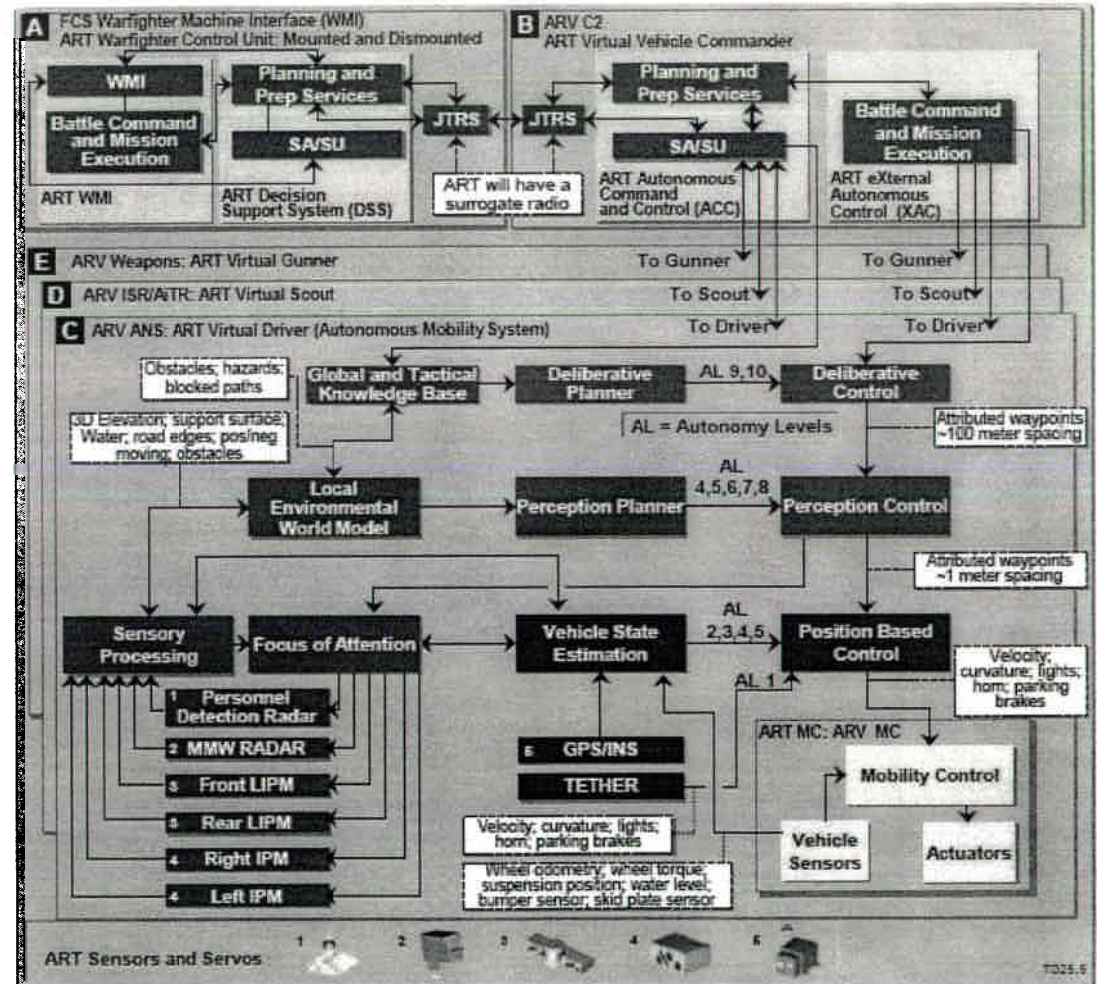 A
FCS Warfighter Machine Interface (WMI)
ART Warfighter Control Unit: Mounted and Dismounted
WMI
Battle Command
and Mission
Execution
ART WMI
Planning and
Prep Services
SA/SU
ART Decision
Support System (DSS)
JTRS
JTRS
ART will have a
surrogate radio
B
ARV C2
ART Virtual Vehicle Commander
Planning and
Prep Services
SA/SU
ART Autonomous
Command
and Control (ACC)
Battle Command
and Mission
Execution
ART eXternal
Autonomous
Control (XAC)
E
ARV Weapons: ART Virtual Gunner
To Gunner
To Gunner
D
ARV ISR/AiTR: ART Virtual Scout
To Scout
To Scout
C
ARV ANS: ART Virtual Driver (Autonomous Mobility System)
To Driver
To Driver
Obstacles; hazards;
blocked paths
Global and Tactical
Knowledge Base
Deliberative
Planner
AL 9,10
Deliberative
Control
3D Elevation; support surface;
Water; road edges; pos/neg
moving; obstacles
AL = Autonomy Levels
Attributed waypoints
~100 meter spacing
Local
Environmental
World Model
Perception Planner
AL
4,5,6,7,8
Perception Control
Attributed waypoints
~1 meter spacing
Sensory
Processing
Focus of Attention
Vehicle State
Estimation
AL
2,3,4,5
Position Based
Control
AL 1
Velocity;
curvature; lights;
horn; parking
brakes
1 Personnel
Detection Radar
2 MMW RADAR
3 Front LIPM
3 Rear LIPM
4 Right IPM
4 Left IPM
5 GPS/INS
TETHER
Velocity; curvature; lights;
horn; parking brakes
Wheel odometry; wheel torque;
suspension position; water level;
bumper sensor; skid plate sensor
ART MC: ARV MC
Mobility Control
Vehicle
Sensors
Actuators
ART Sensors and Servos
1
2
3
4
5